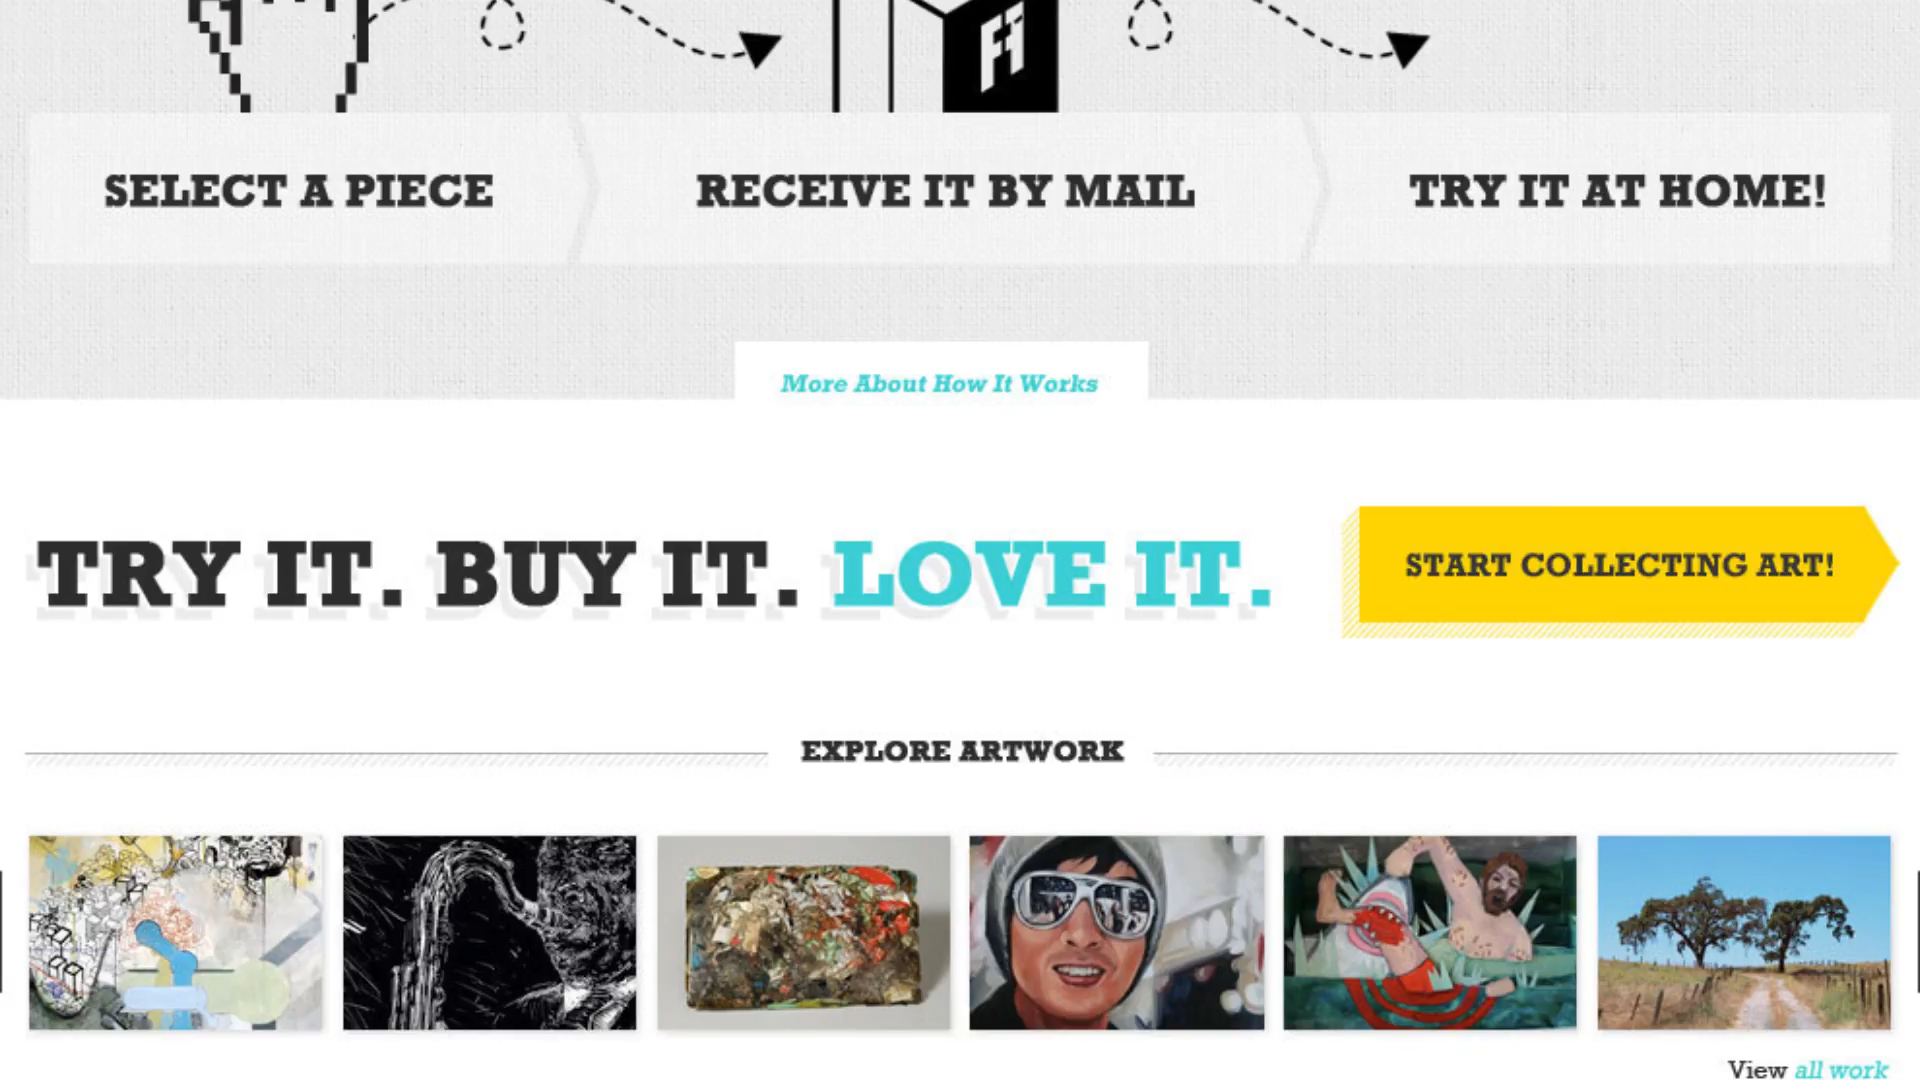 SELECT A PIECE
RECEIVE IT BY MAIL
TRY IT AT HOME!
More About How It Works
TRY IT. BUY IT. LOVE IT.
START COLLECTING ART!
EXPLORE ARTWORK
View all work